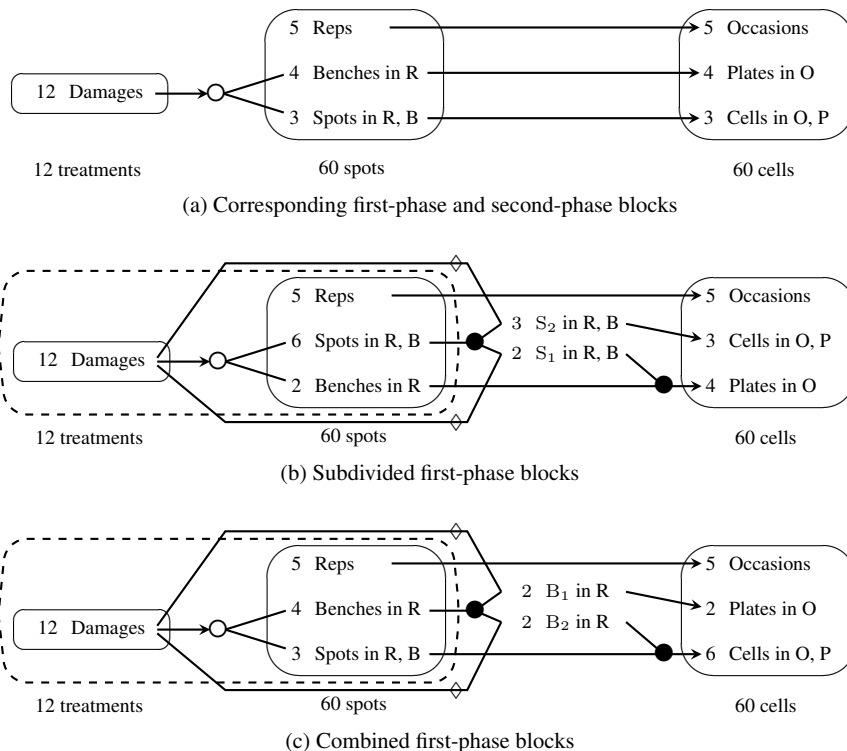 5 Reps 5 Occasions
12 Damages 4 Benches in R 4 Plates in O
3 Spots in R, B 3 Cells in O, P
12 treatments 60 spots 60 cells
(a) Corresponding first-phase and second-phase blocks
5 Reps 5 Occasions
3 S₂ in R, B
12 Damages 6 Spots in R, B 3 Cells in O, P
2 S₁ in R, B
2 Benches in R 4 Plates in O
12 treatments 60 spots 60 cells
(b) Subdivided first-phase blocks
5 Reps 5 Occasions
2 B₁ in R
12 Damages 4 Benches in R 2 Plates in O
2 B₂ in R
3 Spots in R, B 6 Cells in O, P
12 treatments 60 spots 60 cells
(c) Combined first-phase blocks